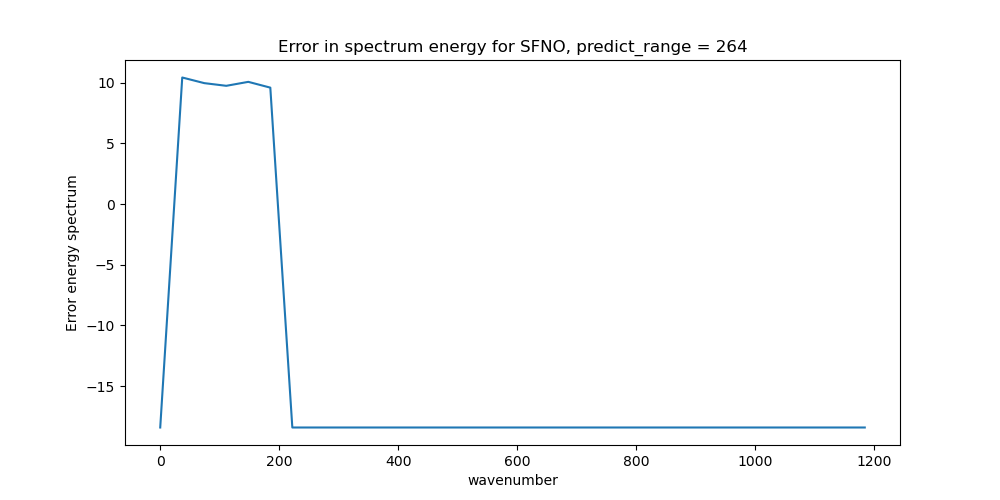 Error in spectrum energy for SFNO, predict_range = 264
Error energy spectrum
10
5
0
−5
−10
−15
0 200 400 600 800 1000 1200
wavenumber